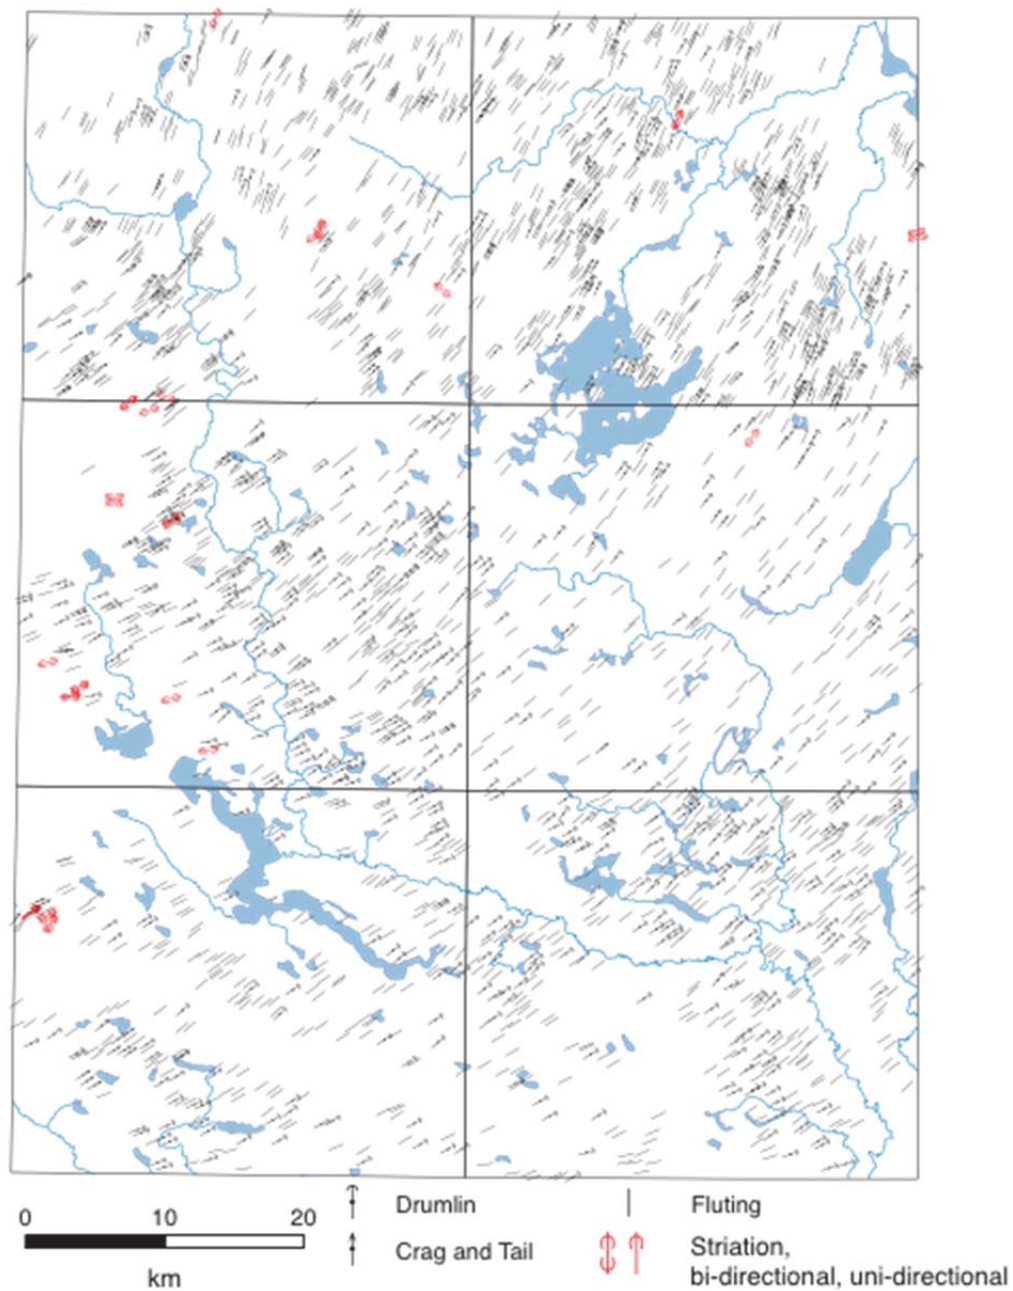 0 10 20
km
Drumlin
Crag and Tail
Fluting
Striation,
bi-directional, uni-directional